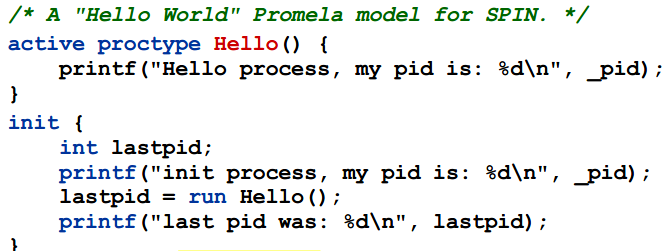 /* A "Hello World" Promela model for SPIN. */
active proctype Hello() {
    printf("Hello process, my pid is: %d\n", _pid);
}
init {
    int lastpid;
    printf("init process, my pid is: %d\n", _pid);
    lastpid = run Hello();
    printf("last pid was: %d\n", lastpid);
}